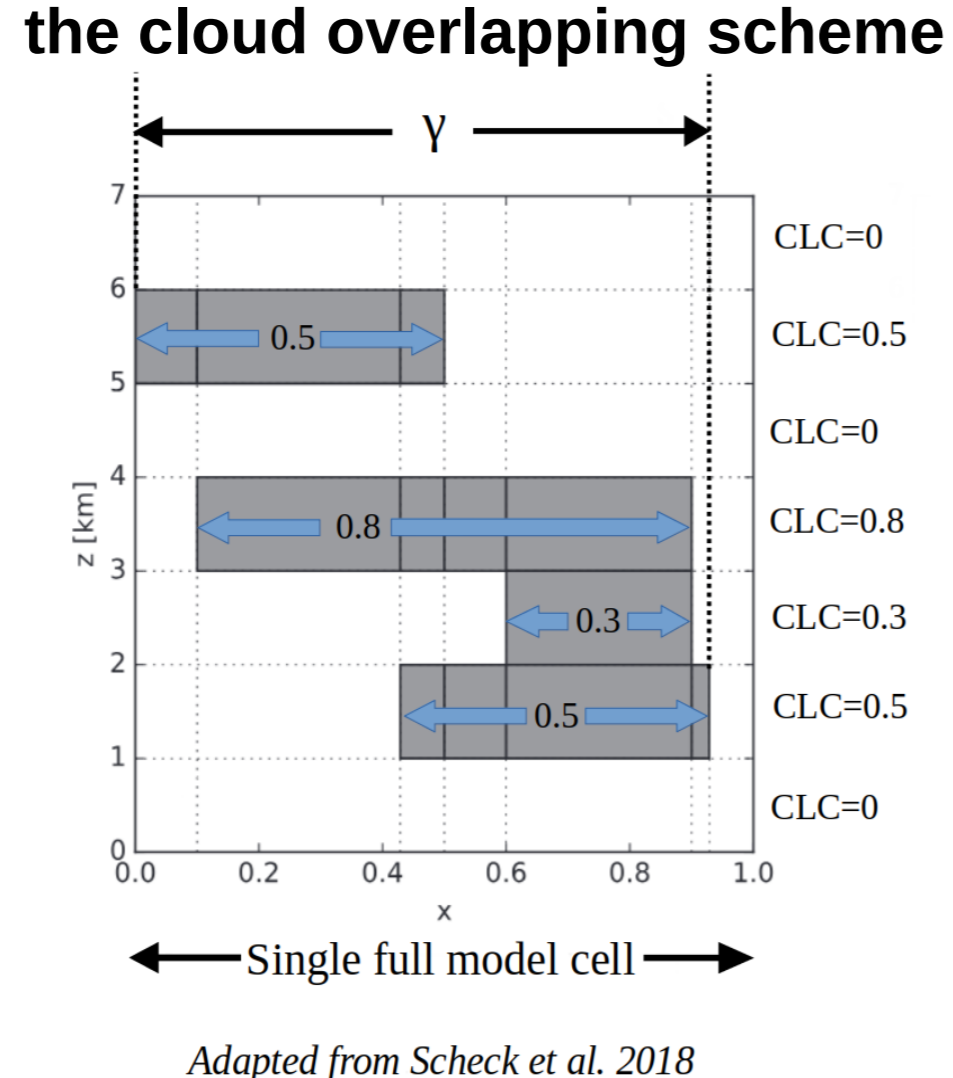 the cloud overlapping scheme
γ
7
CLC=0
6
0.5
CLC=0.5
5
CLC=0
4
0.8
CLC=0.8
z [km]
3
0.3
CLC=0.3
2
0.5
CLC=0.5
1
CLC=0
0
0.0 0.2 0.4 0.6 0.8 1.0
x
Single full model cell
Adapted from Scheck et al. 2018